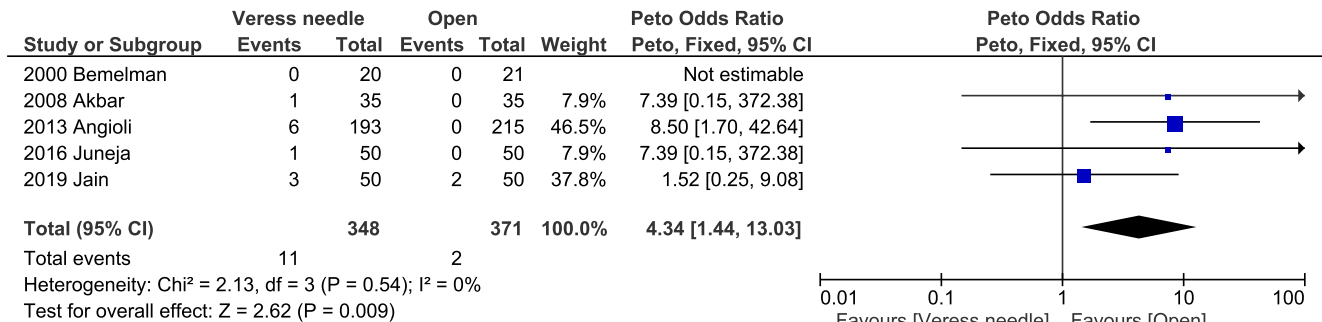 Veress needle Open Peto Odds Ratio Peto Odds Ratio
Study or Subgroup Events Total Events Total Weight Peto, Fixed, 95% CI Peto, Fixed, 95% CI
2000 Bemelman 0 20 0 21 Not estimable
2008 Akbar 1 35 0 35 7.9% 7.39 [0.15, 372.38]
2013 Angioli 6 193 0 215 46.5% 8.50 [1.70, 42.64]
2016 Juneja 1 50 0 50 7.9% 7.39 [0.15, 372.38]
2019 Jain 3 50 2 50 37.8% 1.52 [0.25, 9.08]
Total (95% CI) 348 371 100.0% 4.34 [1.44, 13.03]
Total events 11 2
Heterogeneity: Chi² = 2.13, df = 3 (P = 0.54); I² = 0%
Test for overall effect: Z = 2.62 (P = 0.009)
0.01 0.1 1 10 100
Favours [Veress needle] Favours [Open]